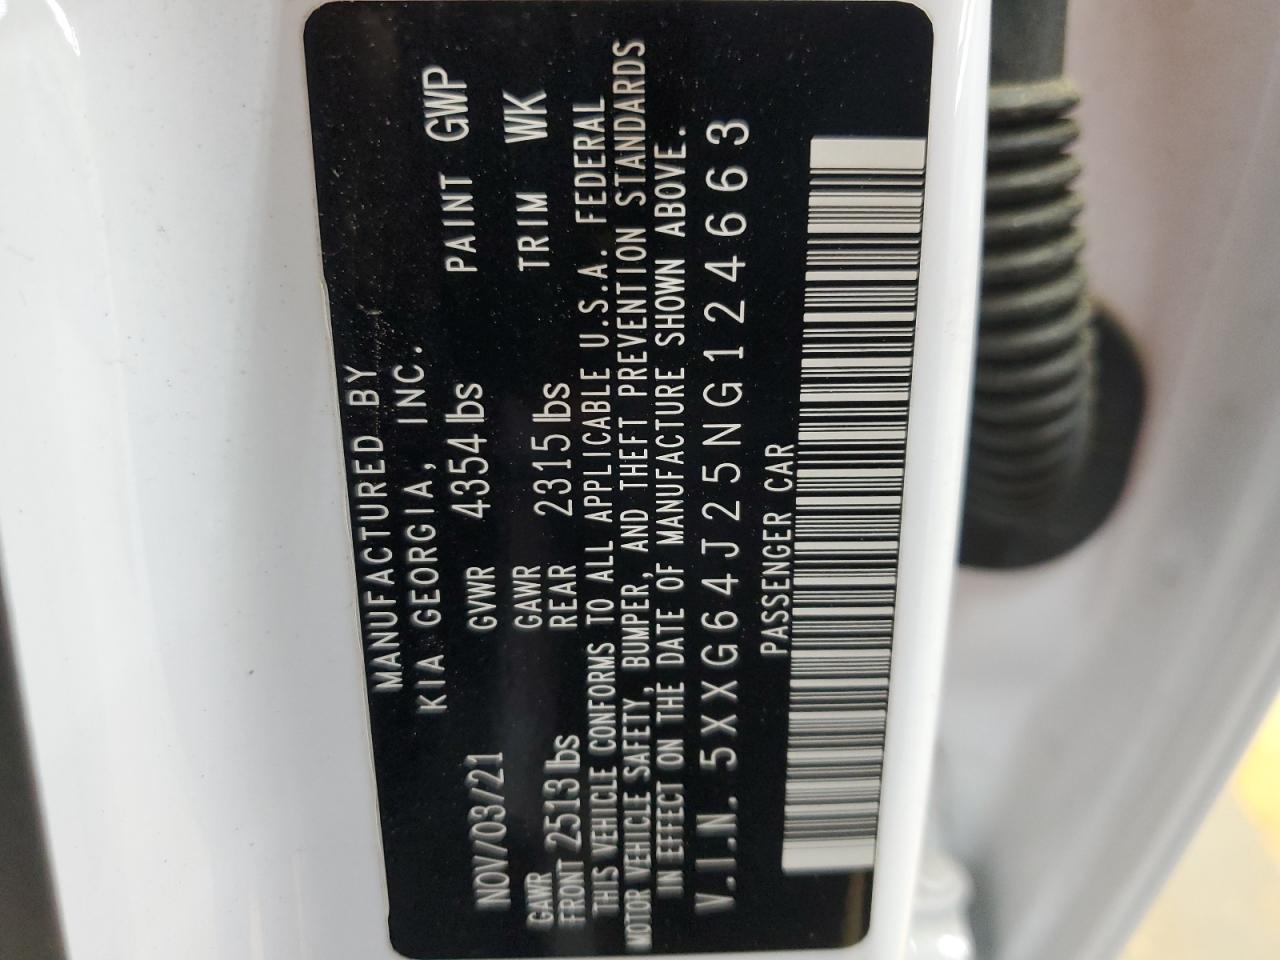 MANUFACTURED BY
KIA GEORGIA, INC.
NOV/03/21 GVWR 4354 lbs PAINT GWP
GAWR FRONT 2513 lbs GAWR REAR 2315 lbs TRIM WK
THIS VEHICLE CONFORMS TO ALL APPLICABLE U.S.A. FEDERAL
MOTOR VEHICLE SAFETY, BUMPER, AND THEFT PREVENTION STANDARDS
IN EFFECT ON THE DATE OF MANUFACTURE SHOWN ABOVE.
V.I.N. 5XXG64J25NG124663
PASSENGER CAR